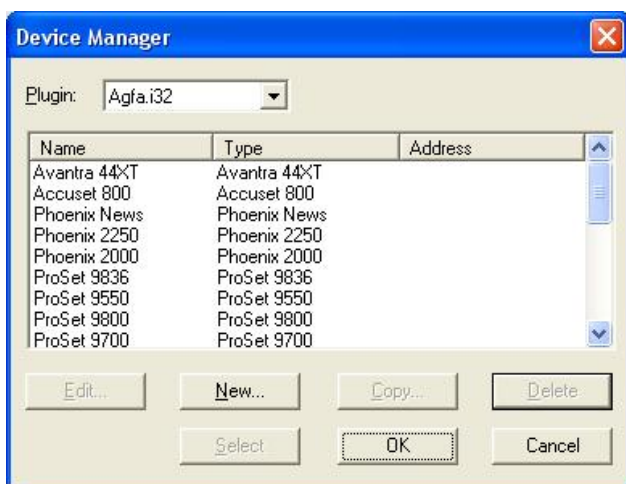 Device Manager
Plugin: Agfa.i32
Name Type Address
Avantra 44XT Avantra 44XT
Accuset 800 Accuset 800
Phoenix News Phoenix News
Phoenix 2250 Phoenix 2250
Phoenix 2000 Phoenix 2000
ProSet 9836 ProSet 9836
ProSet 9550 ProSet 9550
ProSet 9800 ProSet 9800
ProSet 9700 ProSet 9700
Edit... New... Copy... Delete
Select OK Cancel